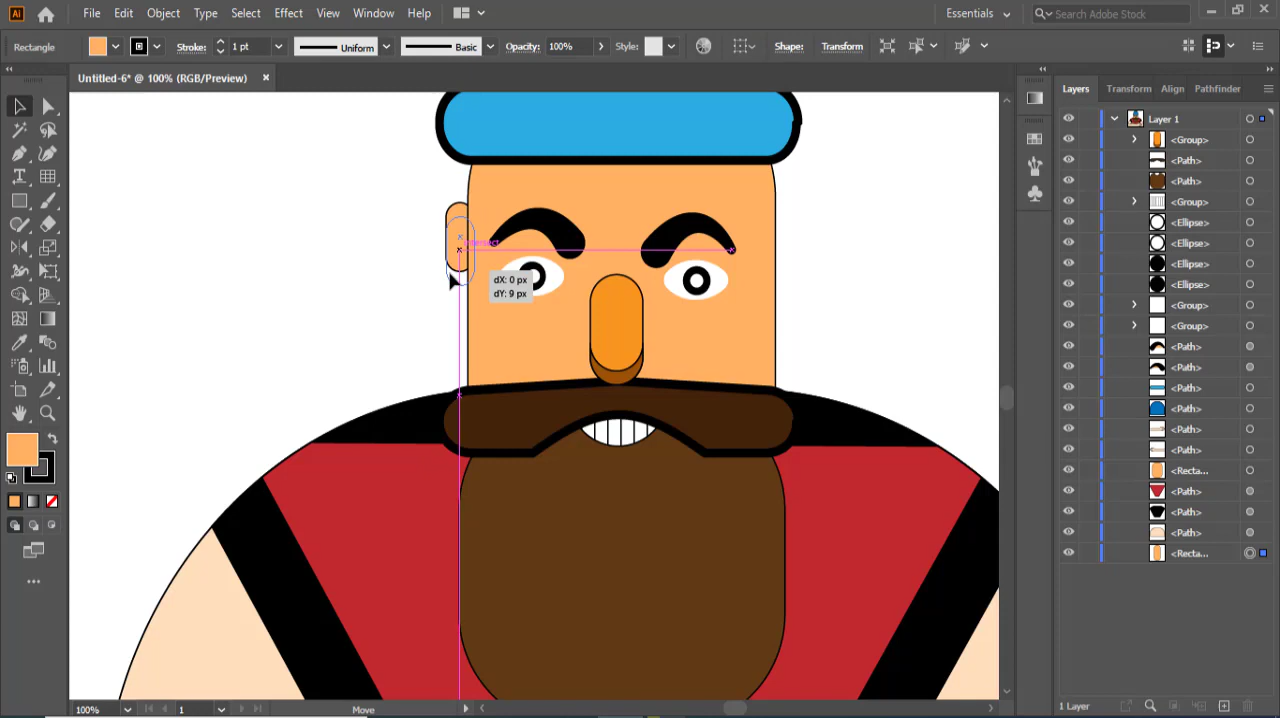 Ai File Edit Object Type Select Effect View Window Help Essentials Search Adobe Stock
Rectangle Stroke: 1 pt Uniform Basic Opacity: 100% Style: Shape: Transform
Untitled-6* @ 100% (RGB/Preview)
Layers Transform Align Pathfinder
Layer 1
<Group>
<Path>
<Path>
<Group>
<Ellipse>
<Ellipse>
<Ellipse>
<Ellipse>
<Group>
<Group>
<Path>
<Path>
<Path>
<Path>
<Path>
<Path>
<Recta...
<Path>
<Path>
<Path>
<Recta...
intersect
dX: 0 px
dY: 9 px
100% 1 Move
1 Layer